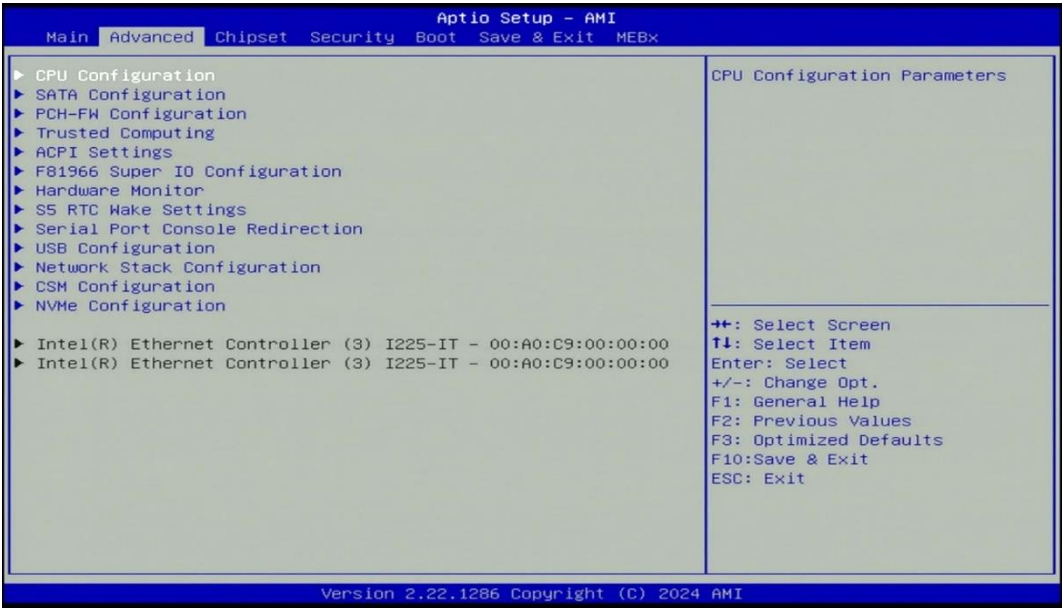 Aptio Setup - AMI
Main Advanced Chipset Security Boot Save & Exit MEBx
CPU Configuration
SATA Configuration
PCH-FW Configuration
Trusted Computing
ACPI Settings
F81966 Super IO Configuration
Hardware Monitor
S5 RTC Wake Settings
Serial Port Console Redirection
USB Configuration
Network Stack Configuration
CSM Configuration
NVMe Configuration
Intel(R) Ethernet Controller (3) I225-IT - 00:A0:C9:00:00:00
Intel(R) Ethernet Controller (3) I225-IT - 00:A0:C9:00:00:00
CPU Configuration Parameters
→←: Select Screen
↑↓: Select Item
Enter: Select
+/-: Change Opt.
F1: General Help
F2: Previous Values
F3: Optimized Defaults
F10:Save & Exit
ESC: Exit
Version 2.22.1286 Copyright (C) 2024 AMI